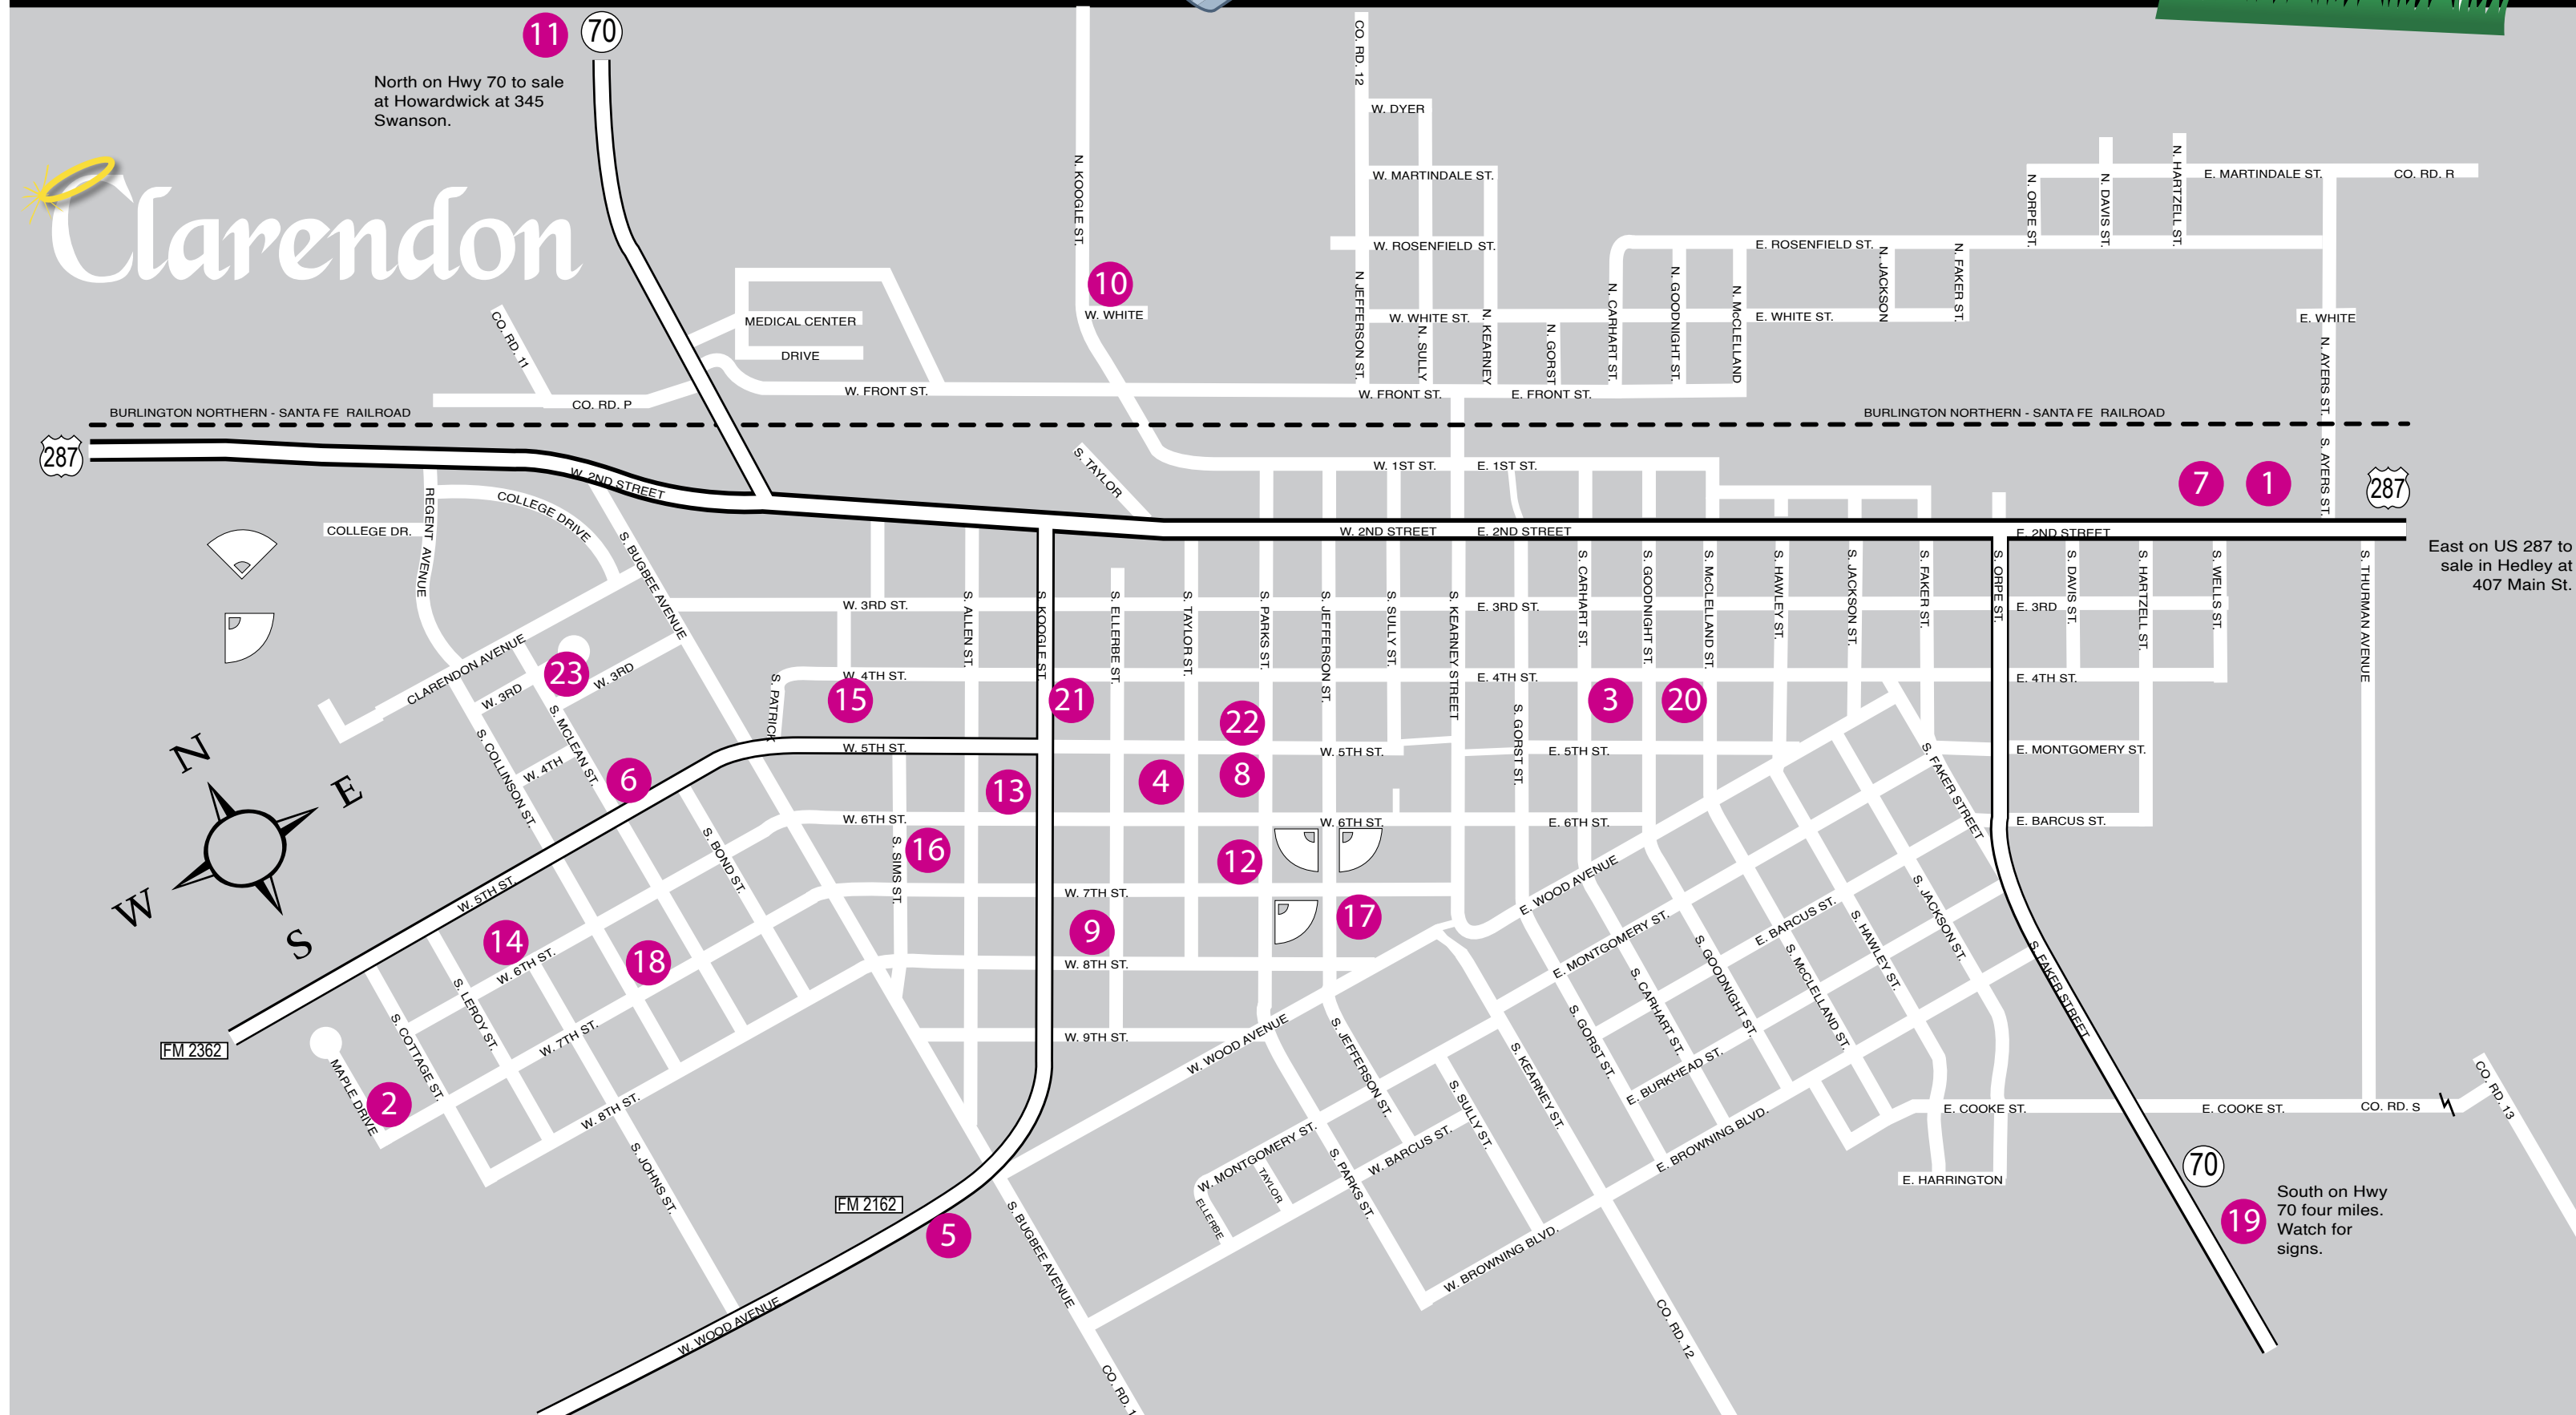 11
70
North on Hwy 70 to sale
at Howardwick at 345
Swanson.
Clarendon
CO. RD. 12
W. DYER
N. KOOGLE ST.
W. MARTINDALE ST.
N. HARTZELL ST.
E. MARTINDALE ST.
CO. RD. R
N. ORPE ST.
N. DAVIS ST.
W. ROSENFIELD ST.
E. ROSENFIELD ST.
N. JACKSON
N. FAKER ST.
10
W. WHITE
N. JEFFERSON ST.
W. WHITE ST.
N. SULLY
N. KEARNEY
N. GORST
N. CARHART ST.
N. GOODNIGHT ST.
N. McCLELLAND
E. WHITE ST.
E. WHITE
N. AYERS ST.
CO. RD. 11
MEDICAL CENTER
DRIVE
W. FRONT ST.
W. FRONT ST.
E. FRONT ST.
CO. RD. P
BURLINGTON NORTHERN - SANTA FE RAILROAD
BURLINGTON NORTHERN - SANTA FE RAILROAD
287
W. 2ND STREET
S. TAYLOR
W. 1ST ST.
E. 1ST ST.
7
1
S. AYERS ST.
287
REGENT AVENUE
COLLEGE DRIVE
COLLEGE DR.
S. BUGBEE AVENUE
W. 2ND STREET
E. 2ND STREET
E. 2ND STREET
East on US 287 to
sale in Hedley at
407 Main St.
W. 3RD ST.
S. ALLEN ST.
S. KOOGLE ST.
S. ELLERBE ST.
S. TAYLOR ST.
S. PARKS ST.
S. JEFFERSON ST.
S. SULLY ST.
S. KEARNEY STREET
E. 3RD ST.
S. CARHART ST.
S. GOODNIGHT ST.
S. McCLELLAND ST.
S. HAWLEY ST.
S. JACKSON ST.
S. FAKER ST.
S. ORPE ST.
E. 3RD
S. DAVIS ST.
S. HARTZELL ST.
S. WELLS ST.
S. THURMAN AVENUE
CLARENDON AVENUE
23
W. 3RD
W. 3RD
S. PATRICK
W. 4TH ST.
E. 4TH ST.
E. 4TH ST.
15
21
22
3
20
S. MCLEAN ST.
S. COLLINSON ST.
W. 4TH
6
W. 5TH ST.
W. 5TH ST.
S. GORST ST.
E. 5TH ST.
S. FAKER STREET
E. MONTGOMERY ST.
N
E
W
S
13
4
8
W. 6TH ST.
W. 6TH ST.
E. 6TH ST.
E. BARCUS ST.
S. BOND ST.
S. SIMS ST.
16
12
W. 5TH ST.
W. 7TH ST.
E. WOOD AVENUE
17
9
14
W. 6TH ST.
18
W. 8TH ST.
E. MONTGOMERY ST.
E. BARCUS ST.
S. GOODNIGHT ST.
S. McCLELLAND ST.
S. HAWLEY ST.
S. JACKSON ST.
S. CARHART ST.
S. GORST ST.
S. FAKER STREET
FM 2362
MAPLE DRIVE
2
S. COTTAGE ST.
S. LEROY ST.
W. 7TH ST.
W. 9TH ST.
W. WOOD AVENUE
S. JEFFERSON ST.
S. KEARNEY ST.
S. SULLY ST.
E. BURKHEAD ST.
W. 8TH ST.
E. COOKE ST.
E. COOKE ST.
CO. RD. S
CO. RD. 13
S. JOHNS ST.
W. MONTGOMERY ST.
TAYLOR
ELLERBE
S. PARKS ST.
W. BARCUS ST.
E. BROWNING BLVD.
E. HARRINGTON
FM 2162
5
S. BUGBEE AVENUE
W. BROWNING BLVD.
70
19
South on Hwy
70 four miles.
Watch for
signs.
W. WOOD AVENUE
CO. RD. 12
CO. RD. 1